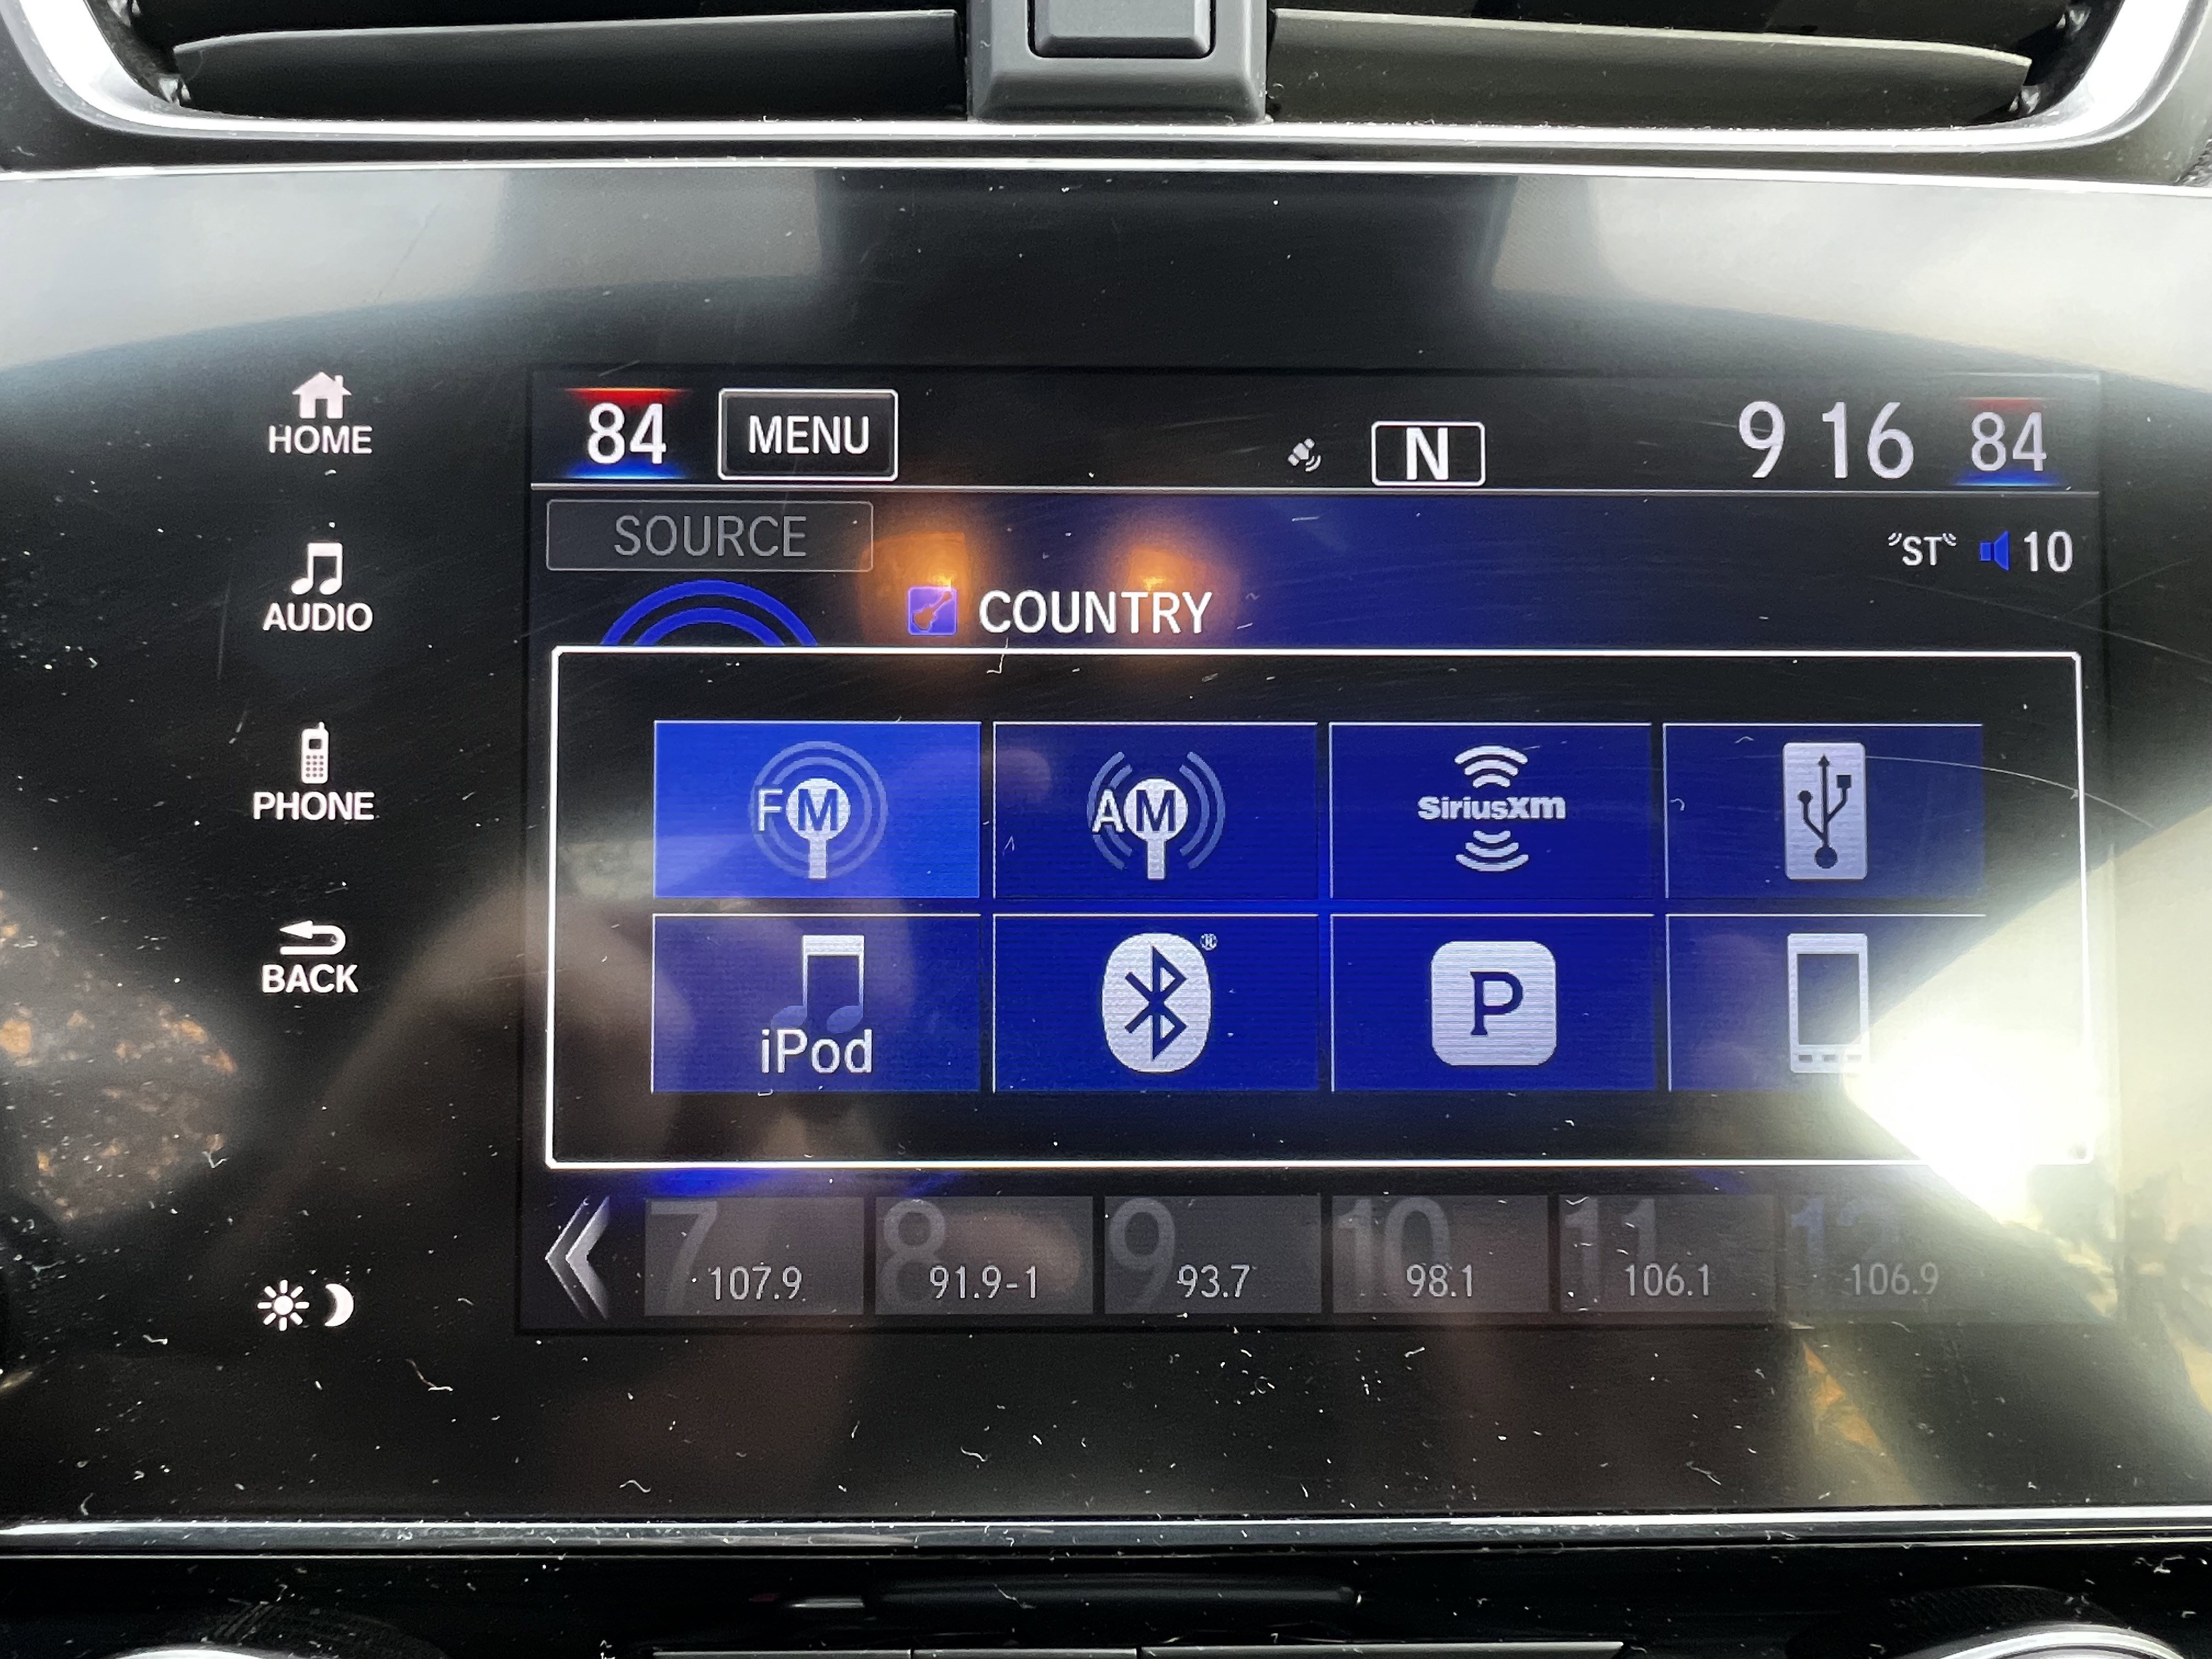 84 MENU N 9 16 84
SOURCE
ST 10
COUNTRY
HOME
AUDIO
PHONE
BACK
FM AM SiriusXM
iPod ® P
7 8 9 10 11 12
107.9 91.9-1 93.7 98.1 106.1 106.9